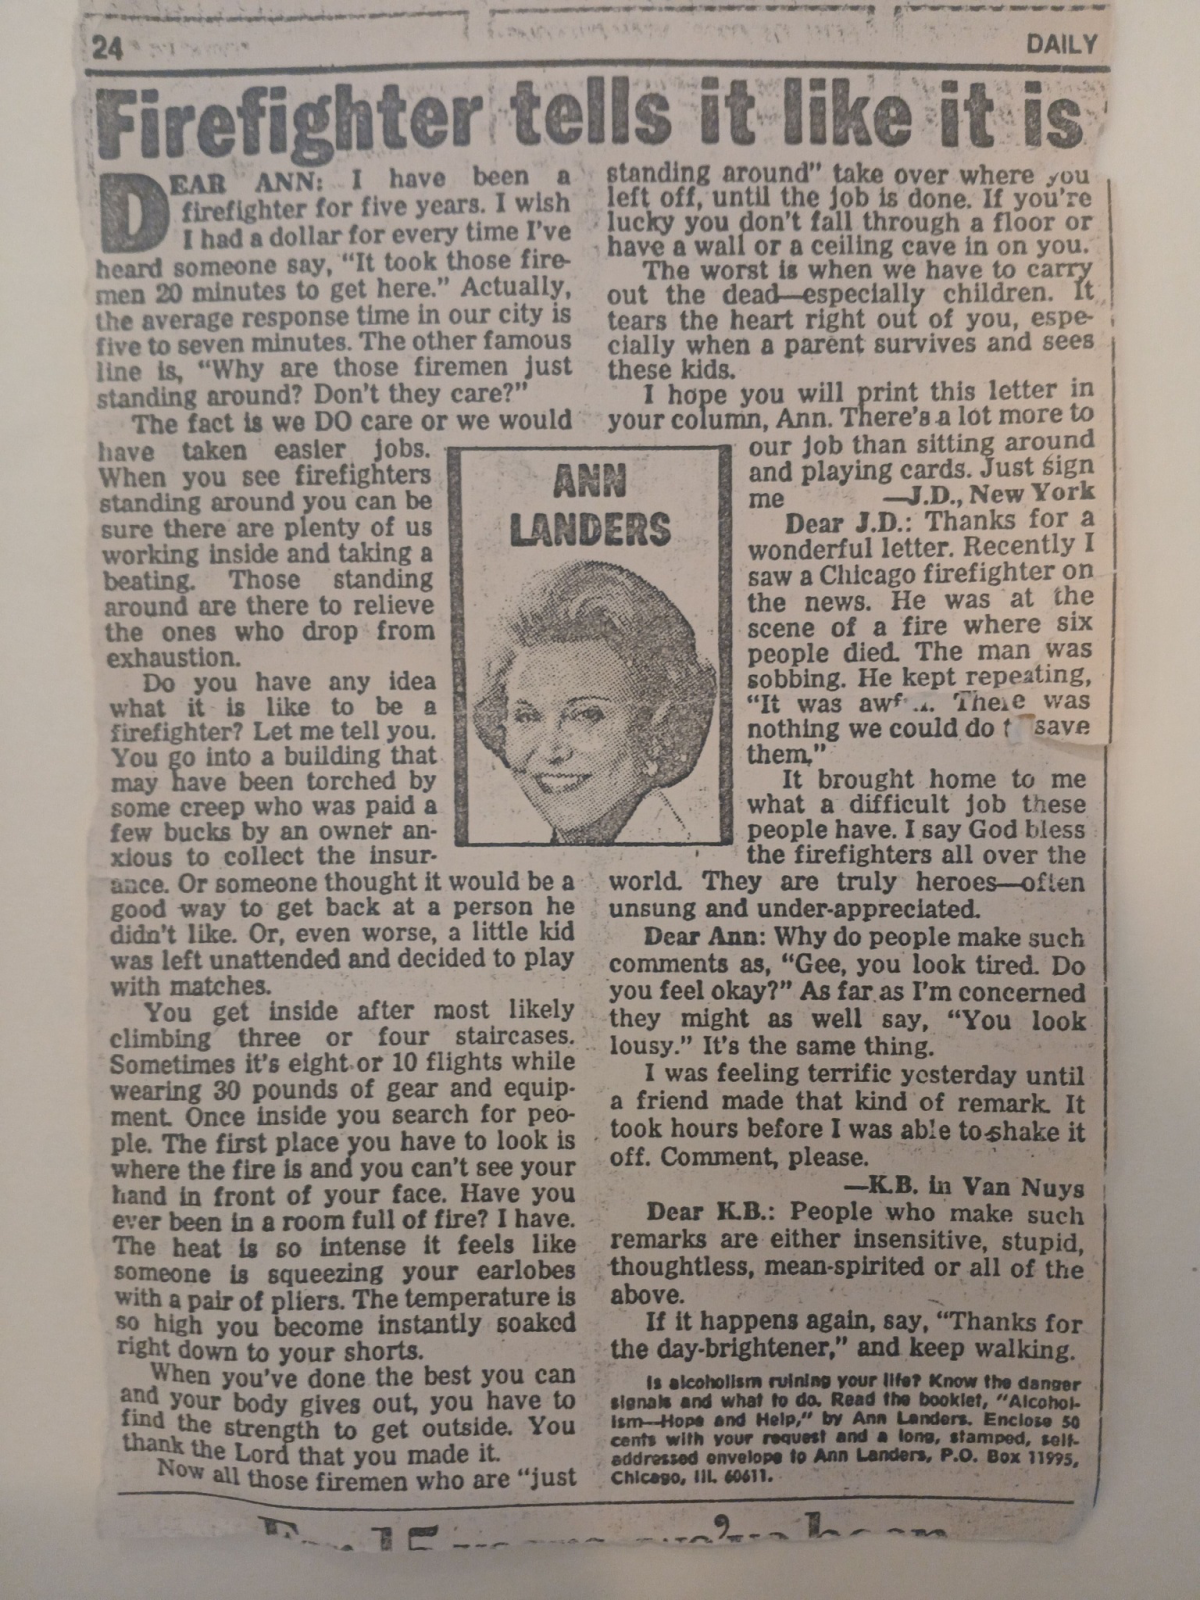 24
DAILY
Firefighter tells it like it is
DEAR ANN: I have been a
firefighter for five years. I wish
I had a dollar for every time I've
heard someone say, "It took those fire-
men 20 minutes to get here." Actually,
the average response time in our city is
five to seven minutes. The other famous
line is, "Why are those firemen just
standing around? Don't they care?"
The fact is we DO care or we would
have taken easier jobs.
When you see firefighters
standing around you can be
sure there are plenty of us
working inside and taking a
beating. Those standing
around are there to relieve
the ones who drop from
exhaustion.
Do you have any idea
what it is like to be a
firefighter? Let me tell you.
You go into a building that
may have been torched by
some creep who was paid a
few bucks by an owner an-
xious to collect the insur-
ance. Or someone thought it would be a
good way to get back at a person he
didn't like. Or, even worse, a little kid
was left unattended and decided to play
with matches.
You get inside after most likely
climbing three or four staircases.
Sometimes it's eight or 10 flights while
wearing 30 pounds of gear and equip-
ment. Once inside you search for peo-
ple. The first place you have to look is
where the fire is and you can't see your
hand in front of your face. Have you
ever been in a room full of fire? I have.
The heat is so intense it feels like
someone is squeezing your earlobes
with a pair of pliers. The temperature is
so high you become instantly soaked
right down to your shorts.
When you've done the best you can
and your body gives out, you have to
find the strength to get outside. You
thank the Lord that you made it.
Now all those firemen who are "just
standing around" take over where you
left off, until the job is done. If you're
lucky you don't fall through a floor or
have a wall or a ceiling cave in on you.
The worst is when we have to carry
out the dead—especially children. It
tears the heart right out of you, espe-
cially when a parent survives and sees
these kids.
I hope you will print this letter in
your column, Ann. There's a lot more to
our job than sitting around
and playing cards. Just sign
me —J.D., New York
Dear J.D.: Thanks for a
wonderful letter. Recently I
saw a Chicago firefighter on
the news. He was at the
scene of a fire where six
people died. The man was
sobbing. He kept repeating,
"It was There was
nothing we could do save
them,"
It brought home to me
what a difficult job these
people have. I say God bless
the firefighters all over the
world. They are truly heroes—often
unsung and under-appreciated.
ANN
LANDERS
Dear Ann: Why do people make such
comments as, "Gee, you look tired. Do
you feel okay?" As far as I'm concerned
they might as well say, "You look
lousy." It's the same thing.
I was feeling terrific yesterday until
a friend made that kind of remark. It
took hours before I was able to shake it
off. Comment, please.
—K.B. in Van Nuys
Dear K.B.: People who make such
remarks are either insensitive, stupid,
thoughtless, mean-spirited or all of the
above.
If it happens again, say, "Thanks for
the day-brightener," and keep walking.
Is alcoholism ruining your life? Know the danger
signals and what to do. Read the booklet, "Alcohol-
ism—Hope and Help," by Ann Landers. Enclose 50
cents with your request and a long, stamped, self-
addressed envelope to Ann Landers, P.O. Box 11995,
Chicago, Ill. 60611.